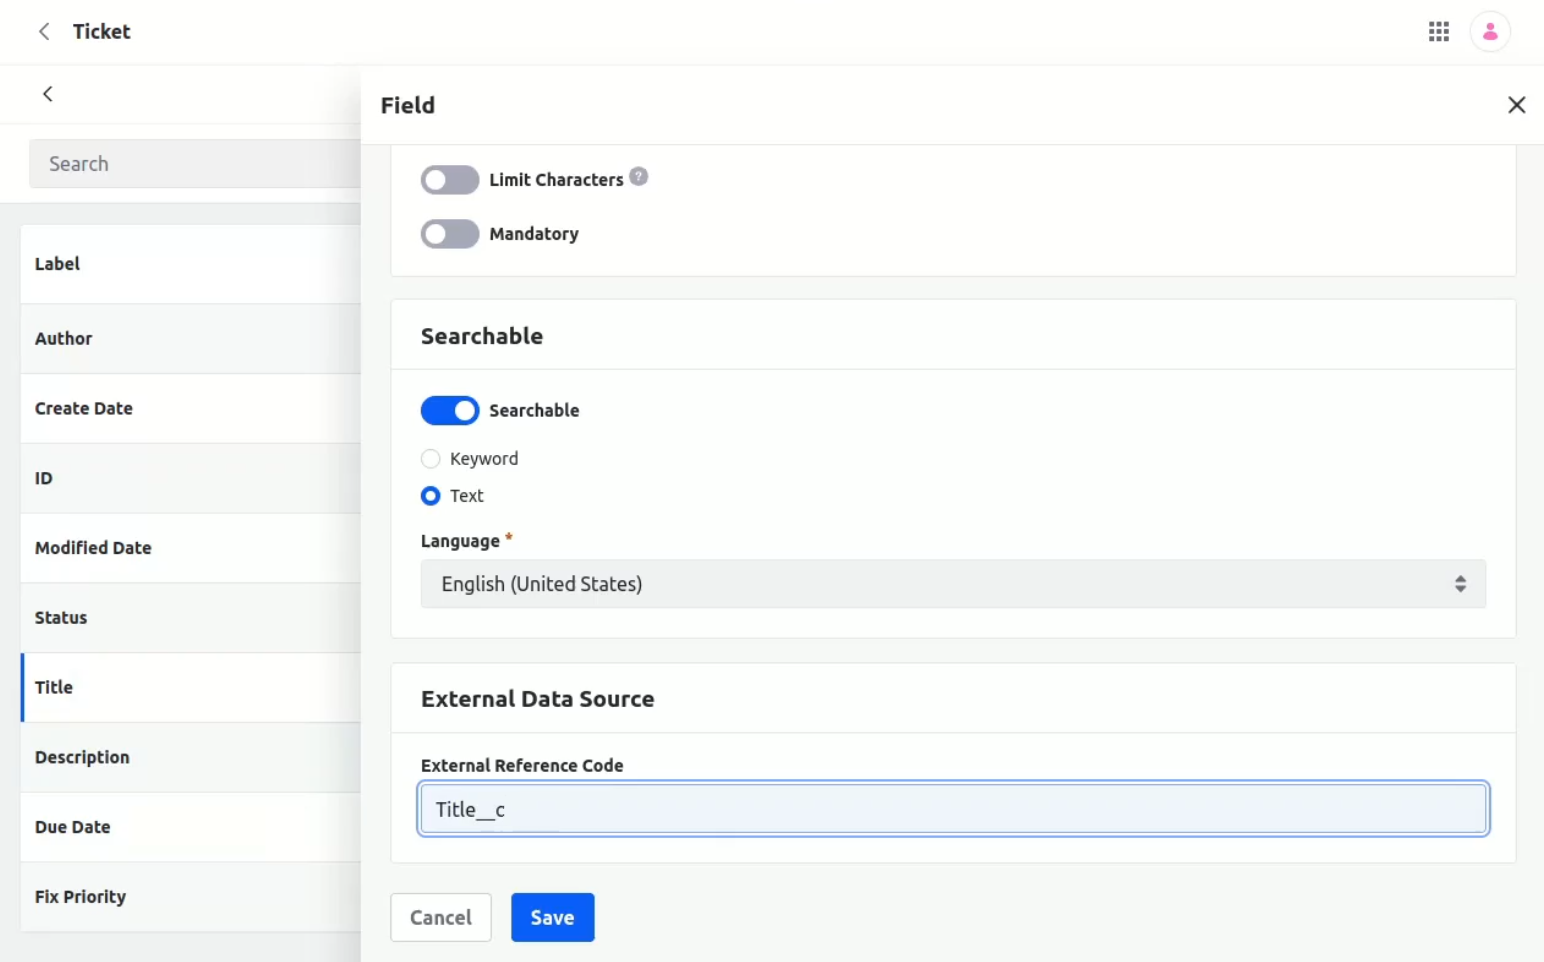 Ticket
Field
Search
Limit Characters ?
Mandatory
Label
Author
Create Date
ID
Modified Date
Status
Title
Description
Due Date
Fix Priority
Searchable
Searchable
Keyword
Text
Language *
English (United States)
External Data Source
External Reference Code
Title__c
Cancel
Save